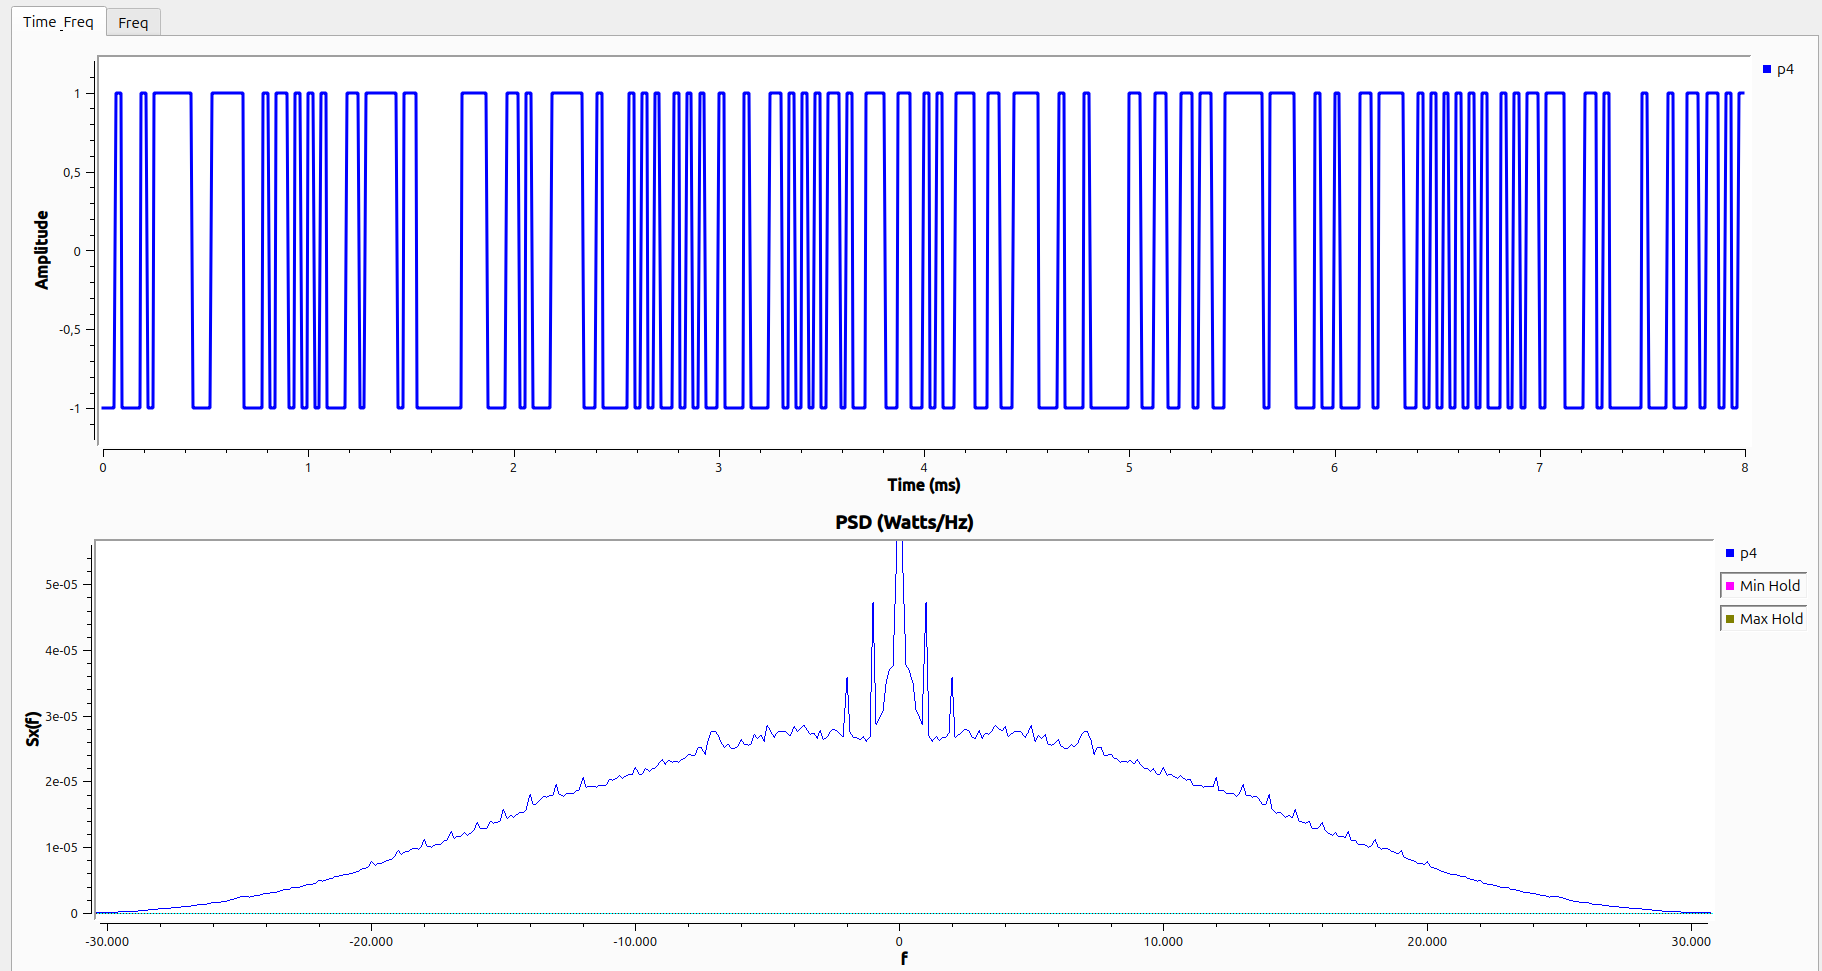 Time_Freq
Freq
p4
1
0,5
0
-0,5
-1
Amplitude
0 1 2 3 4 5 6 7 8
Time (ms)
PSD (Watts/Hz)
p4
Min Hold
Max Hold
5e-05
4e-05
3e-05
2e-05
1e-05
0
Sx(f)
-30.000 -20.000 -10.000 0 10.000 20.000 30.000
f